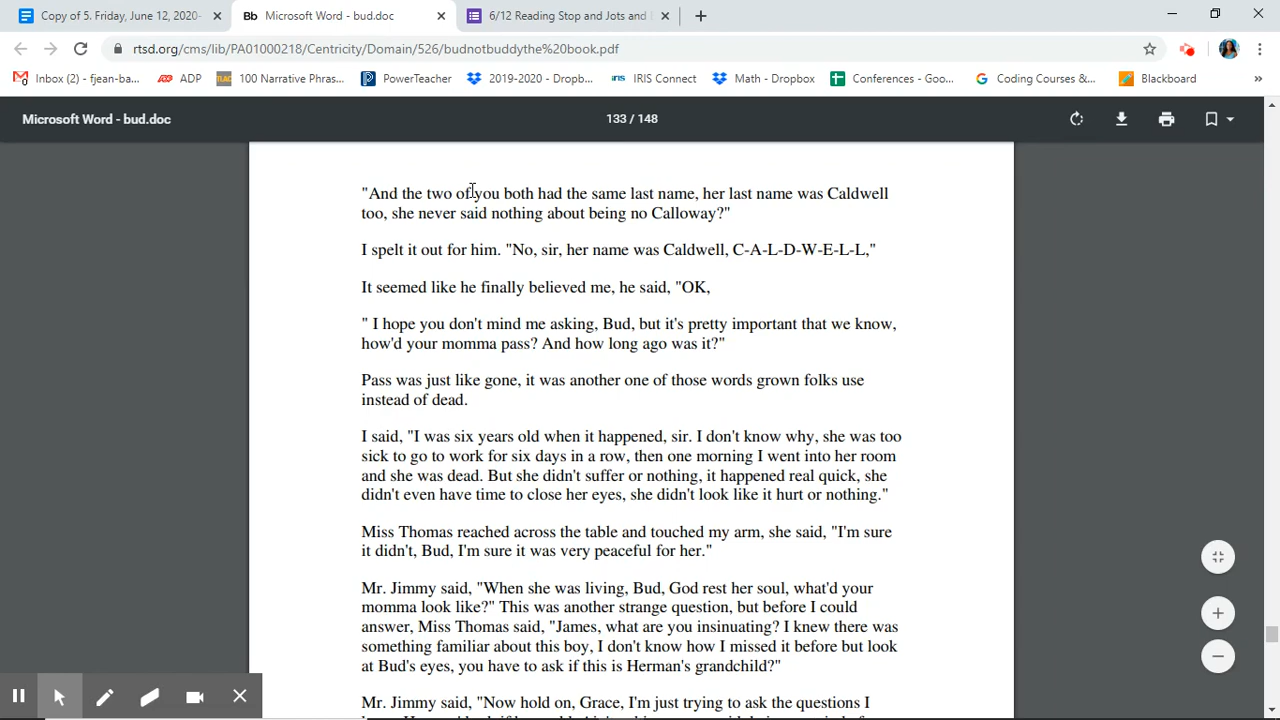 Copy of 5. Friday, June 12, 2020-
Bb Microsoft Word - bud.doc
6/12 Reading Stop and Jots and
rtsd.org/cms/lib/PA01000218/Centricity/Domain/526/budnotbuddythe%20book.pdf
Inbox (2) - fjean-ba... ADP 100 Narrative Phras... PowerTeacher 2019-2020 - Dropb... iris IRIS Connect Math - Dropbox Conferences - Goo... Coding Courses &... Blackboard »
Microsoft Word - bud.doc 133 / 148
"And the two of you both had the same last name, her last name was Caldwell
too, she never said nothing about being no Calloway?"
I spelt it out for him. "No, sir, her name was Caldwell, C-A-L-D-W-E-L-L,"
It seemed like he finally believed me, he said, "OK,
" I hope you don't mind me asking, Bud, but it's pretty important that we know,
how'd your momma pass? And how long ago was it?"
Pass was just like gone, it was another one of those words grown folks use
instead of dead.
I said, "I was six years old when it happened, sir. I don't know why, she was too
sick to go to work for six days in a row, then one morning I went into her room
and she was dead. But she didn't suffer or nothing, it happened real quick, she
didn't even have time to close her eyes, she didn't look like it hurt or nothing."
Miss Thomas reached across the table and touched my arm, she said, "I'm sure
it didn't, Bud, I'm sure it was very peaceful for her."
Mr. Jimmy said, "When she was living, Bud, God rest her soul, what'd your
momma look like?" This was another strange question, but before I could
answer, Miss Thomas said, "James, what are you insinuating? I knew there was
something familiar about this boy, I don't know how I missed it before but look
at Bud's eyes, you have to ask if this is Herman's grandchild?"
Mr. Jimmy said, "Now hold on, Grace, I'm just trying to ask the questions I